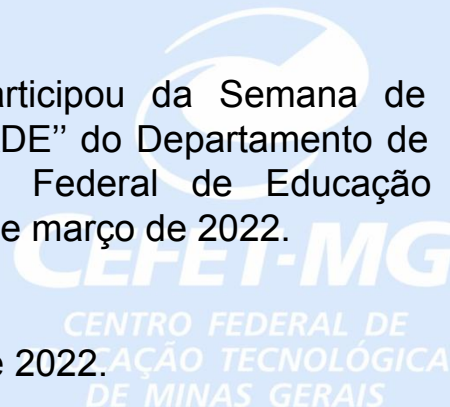 articipou da Semana de
DE” do Departamento de
Federal de Educação
e março de 2022.
CEFET-MG
CENTRO FEDERAL DE
EDUCAÇÃO TECNOLÓGICA
e 2022.
DE MINAS GERAIS